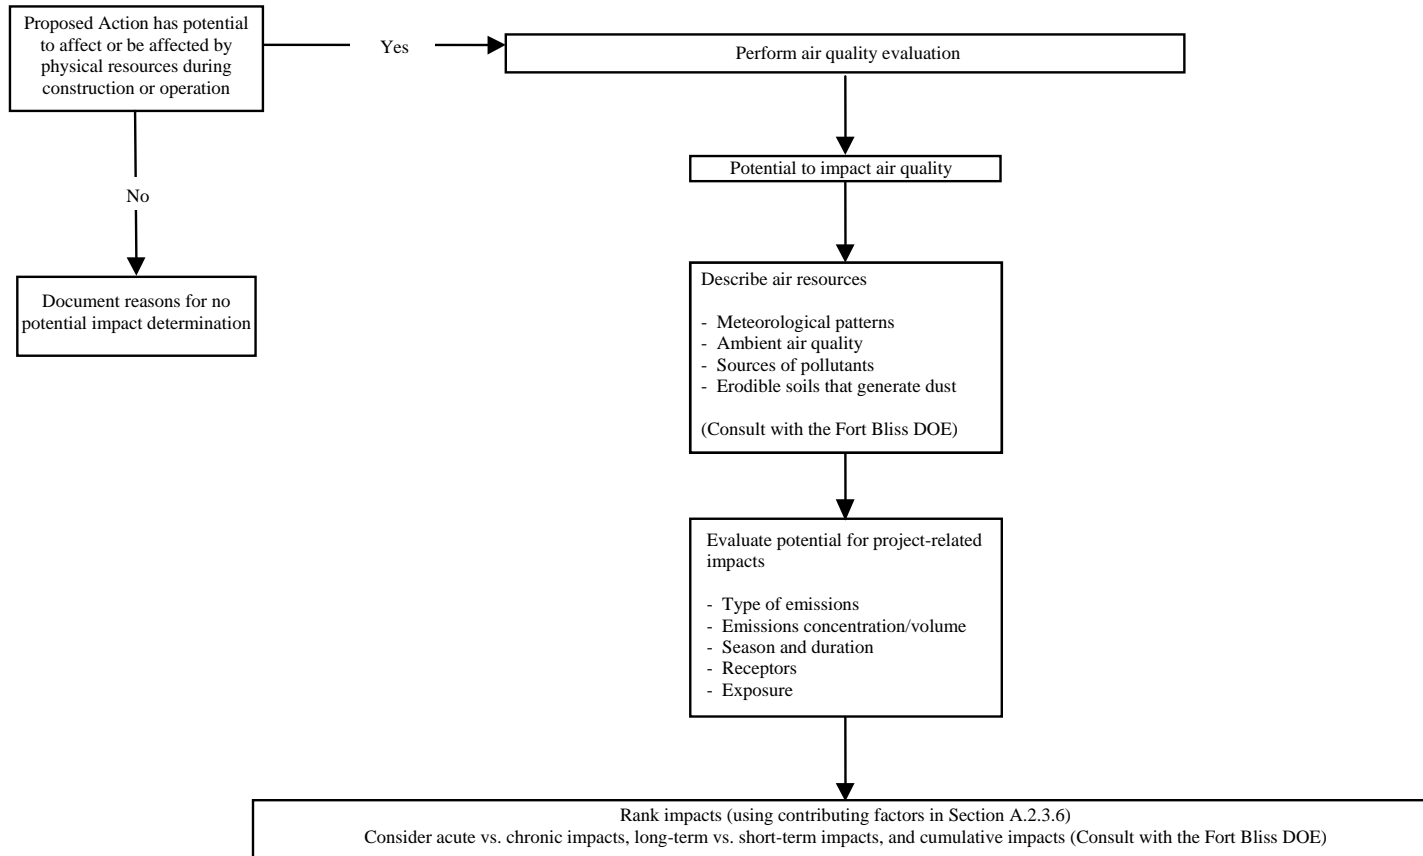 Proposed Action has potential
to affect or be affected by
physical resources during
construction or operation
Yes
Perform air quality evaluation
Potential to impact air quality
No
Describe air resources
- Meteorological patterns
- Ambient air quality
- Sources of pollutants
- Erodible soils that generate dust
(Consult with the Fort Bliss DOE)
Document reasons for no
potential impact determination
Evaluate potential for project-related
impacts
- Type of emissions
- Emissions concentration/volume
- Season and duration
- Receptors
- Exposure
Rank impacts (using contributing factors in Section A.2.3.6)
Consider acute vs. chronic impacts, long-term vs. short-term impacts, and cumulative impacts (Consult with the Fort Bliss DOE)